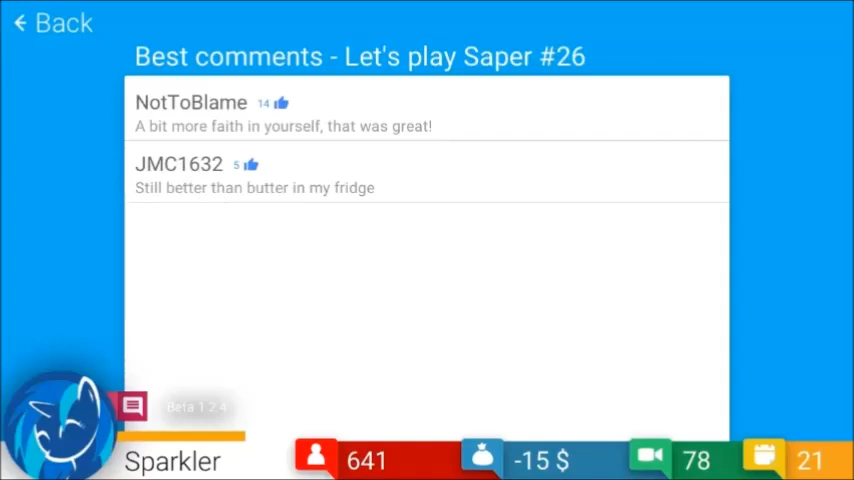 Back
Best comments - Let's play Saper #26
NotToBlame 14
A bit more faith in yourself, that was great!
JMC1632 5
Still better than butter in my fridge
Beta 1.2.4
Sparkler 641 -15 $ 78 21